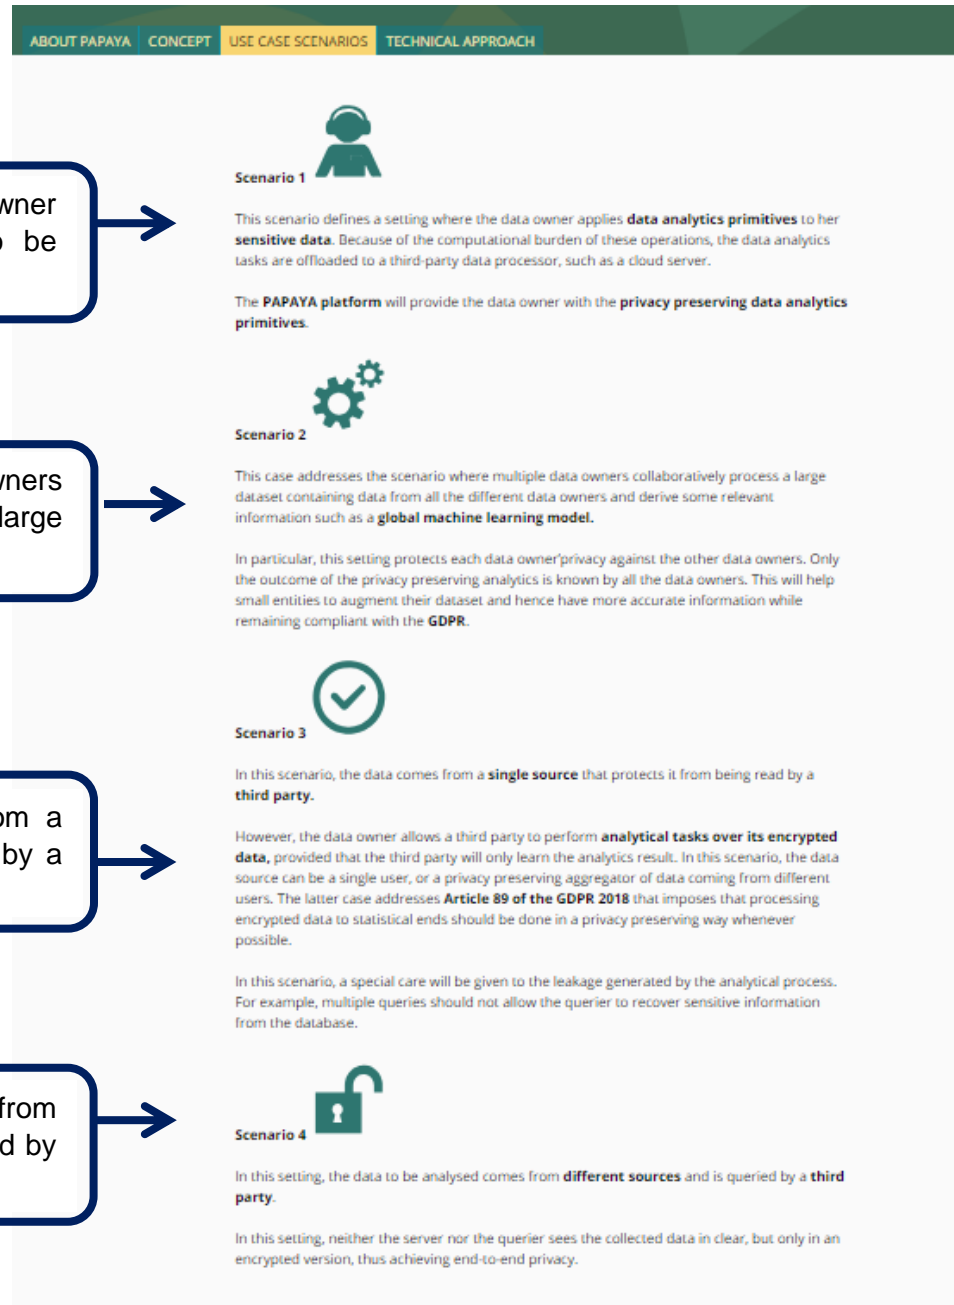 ABOUT PAPAYA CONCEPT USE CASE SCENARIOS TECHNICAL APPROACH
Scenario 1
wner
be
This scenario defines a setting where the data owner applies data analytics primitives to her
sensitive data. Because of the computational burden of these operations, the data analytics
tasks are offloaded to a third-party data processor, such as a cloud server.
The PAPAYA platform will provide the data owner with the privacy preserving data analytics
primitives.
Scenario 2
wners
large
This case addresses the scenario where multiple data owners collaboratively process a large
dataset containing data from all the different data owners and derive some relevant
information such as a global machine learning model.
In particular, this setting protects each data owner'privacy against the other data owners. Only
the outcome of the privacy preserving analytics is known by all the data owners. This will help
small entities to augment their dataset and hence have more accurate information while
remaining compliant with the GDPR.
Scenario 3
om a
by a
In this scenario, the data comes from a single source that protects it from being read by a
third party.
However, the data owner allows a third party to perform analytical tasks over its encrypted
data, provided that the third party will only learn the analytics result. In this scenario, the data
source can be a single user, or a privacy preserving aggregator of data coming from different
users. The latter case addresses Article 89 of the GDPR 2018 that imposes that processing
encrypted data to statistical ends should be done in a privacy preserving way whenever
possible.
In this scenario, a special care will be given to the leakage generated by the analytical process.
For example, multiple queries should not allow the querier to recover sensitive information
from the database.
Scenario 4
from
d by
In this setting, the data to be analysed comes from different sources and is queried by a third
party.
In this setting, neither the server nor the querier sees the collected data in clear, but only in an
encrypted version, thus achieving end-to-end privacy.